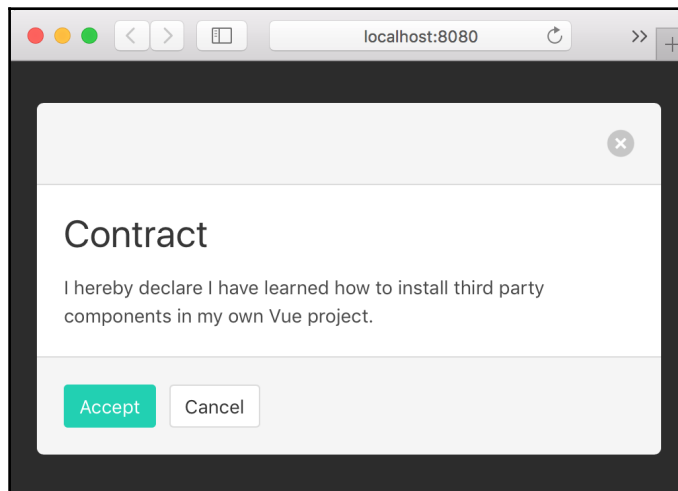 localhost:8080
Contract
I hereby declare I have learned how to install third party
components in my own Vue project.
Accept Cancel